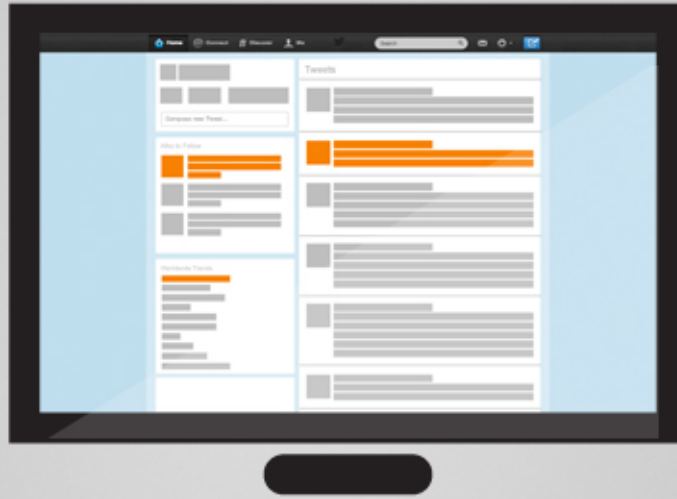 Home Connect Discover Me Search
Tweets
Compose new Tweet...
Who to Follow
Worldwide Trends